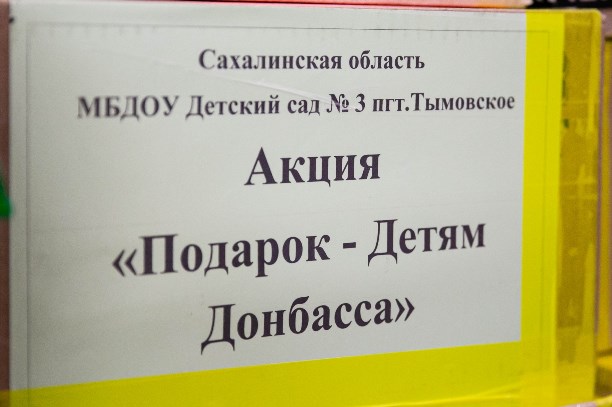 Сахалинская область
МБДОУ Детский сад № 3 пгт.Тымовское
Акция
«Подарок - Детям
Донбасса»